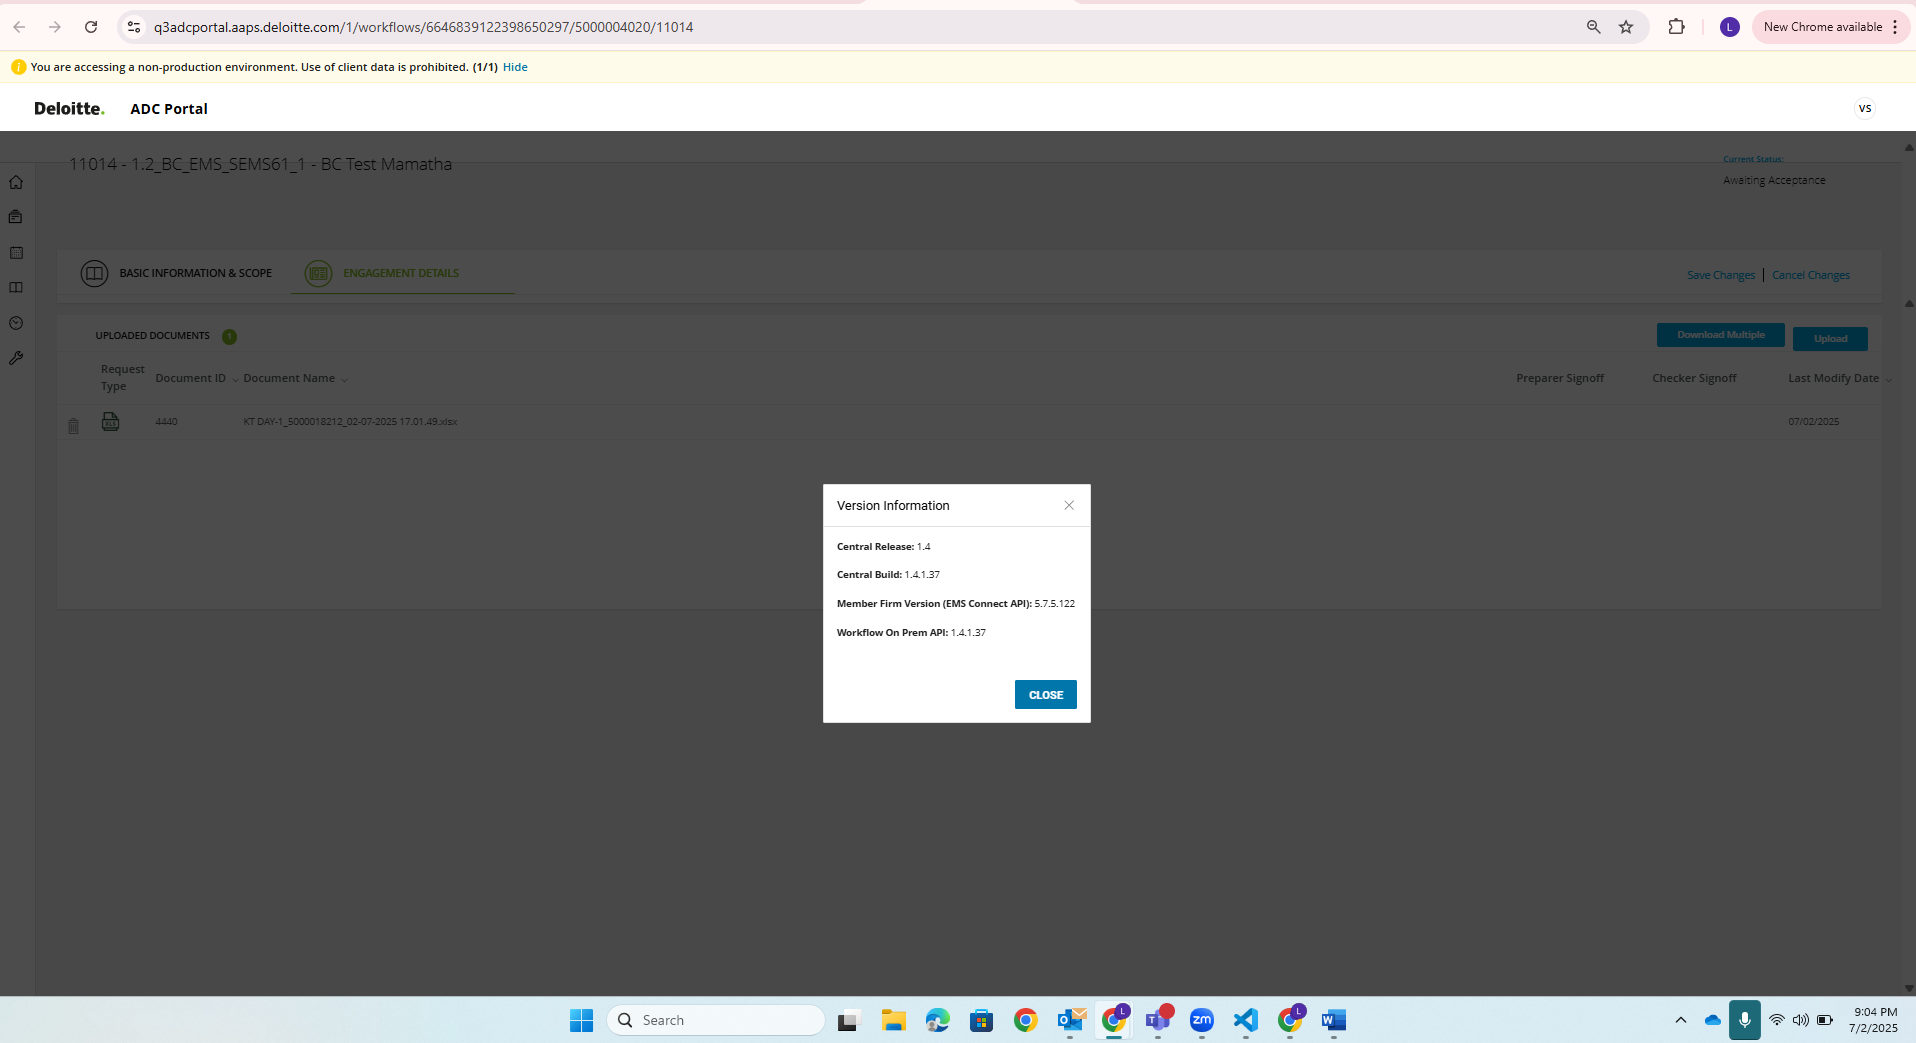 q3adcportal.aaps.deloitte.com/1/workflows/6646839122398650297/5000004020/11014
L
New Chrome available
You are accessing a non-production environment. Use of client data is prohibited. (1/1) Hide
Deloitte. ADC Portal
VS
11014 - 1.2_BC_EMS_SEMS61_1 - BC Test Mamatha
Current Status:
Awaiting Acceptance
BASIC INFORMATION & SCOPE
ENGAGEMENT DETAILS
Save Changes | Cancel Changes
UPLOADED DOCUMENTS 1
Download Multiple
Upload
Request Type
Document ID
Document Name
Preparer Signoff
Checker Signoff
Last Modify Date
XLS
4440
KT DAY-1_5000018212_02-07-2025 17.01.49.xlsx
07/02/2025
Version Information
Central Release: 1.4
Central Build: 1.4.1.37
Member Firm Version (EMS Connect API): 5.7.5.122
Workflow On Prem API: 1.4.1.37
CLOSE
Search
L
zm
L
9:04 PM
7/2/2025